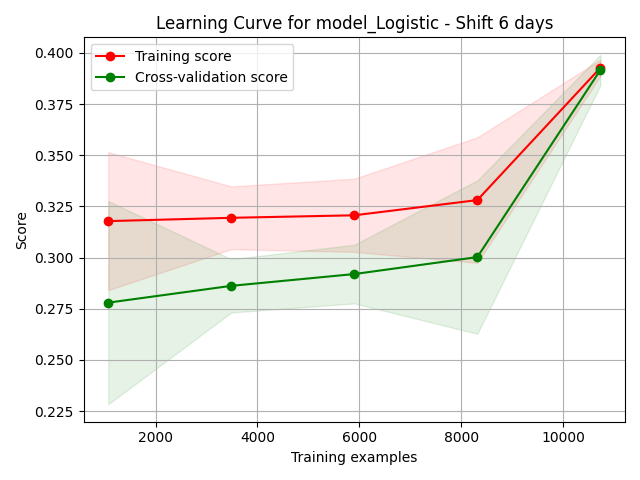 Learning Curve for model_Logistic - Shift 6 days
Training score
Cross-validation score
0.400
0.375
0.350
0.325
0.300
0.275
0.250
0.225
Score
2000 4000 6000 8000 10000
Training examples